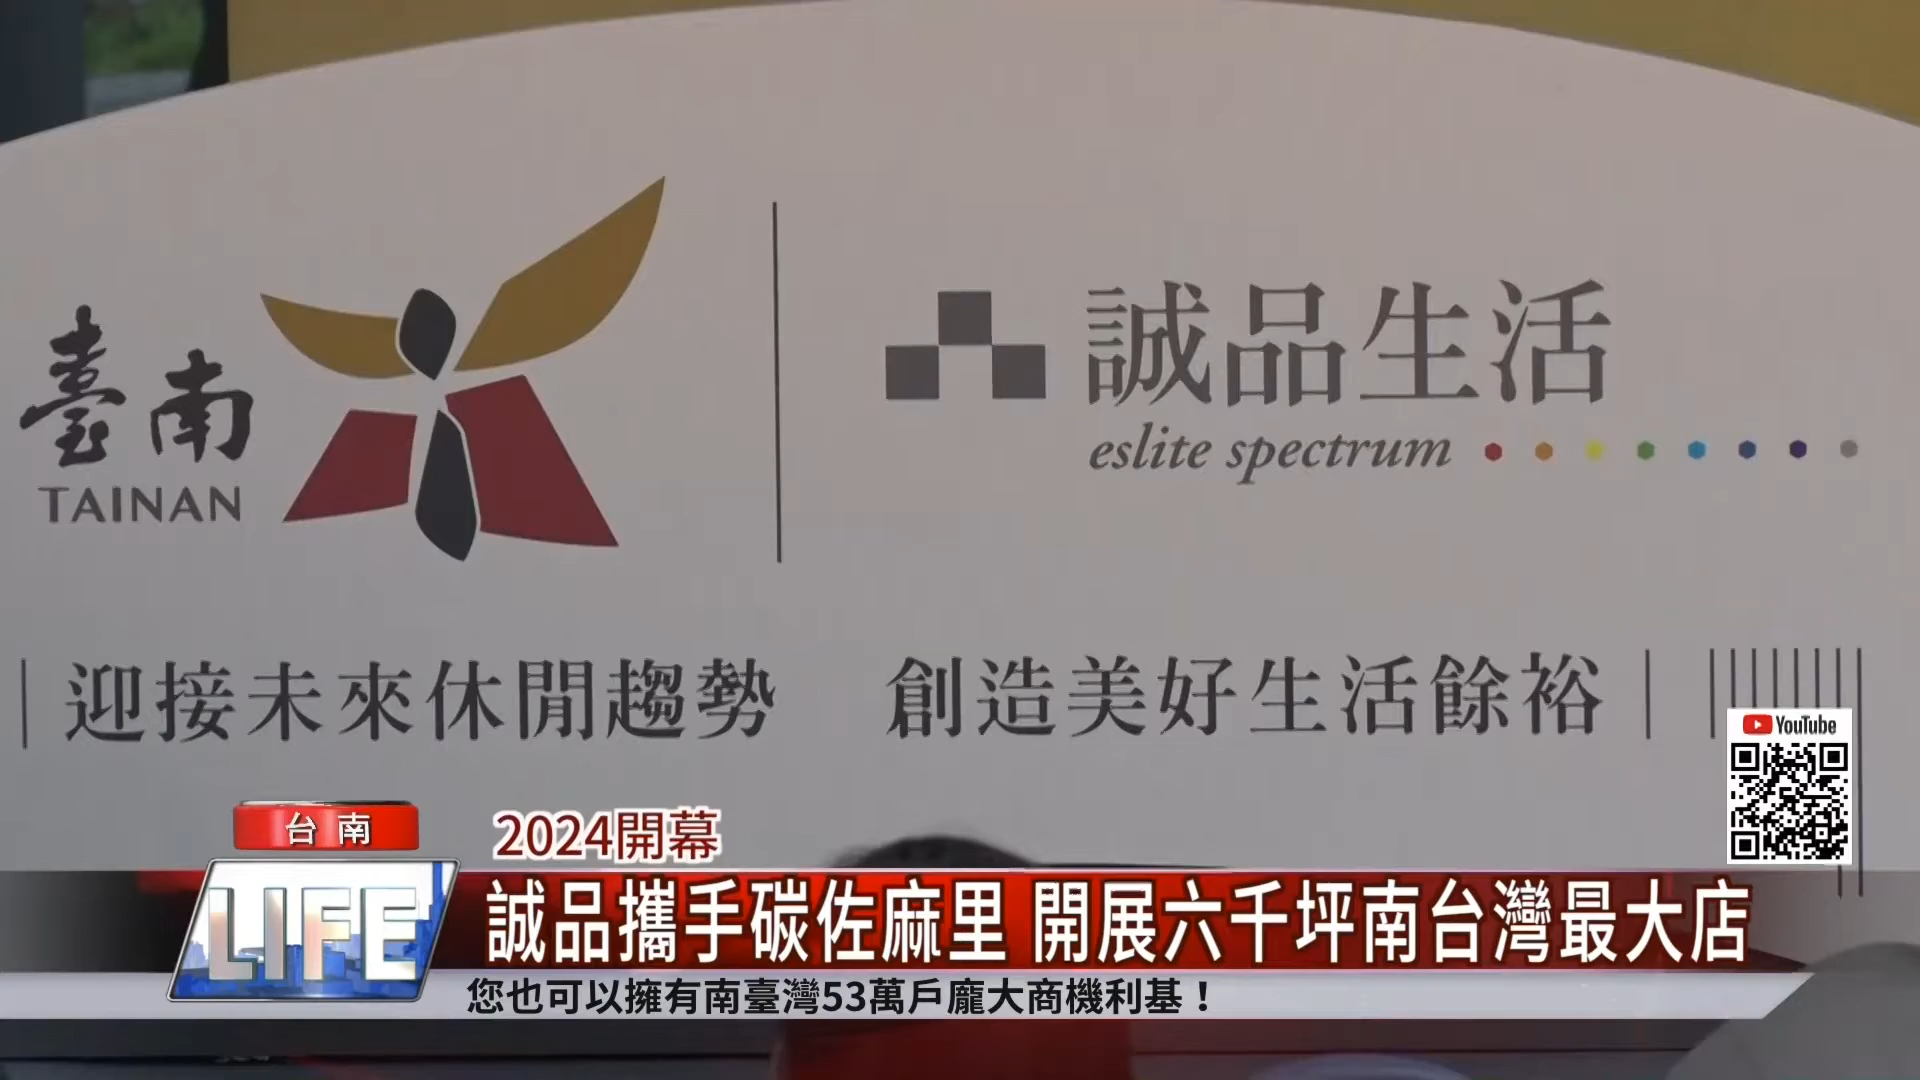 臺南
TAINAN
誠品生活
eslite spectrum
迎接未來休閒趨勢 創造美好生活餘裕
YouTube
台南
2024開幕
LIFE
誠品攜手碳佐麻里 開展六千坪南台灣最大店
您也可以擁有南臺灣53萬戶龐大商機利基！